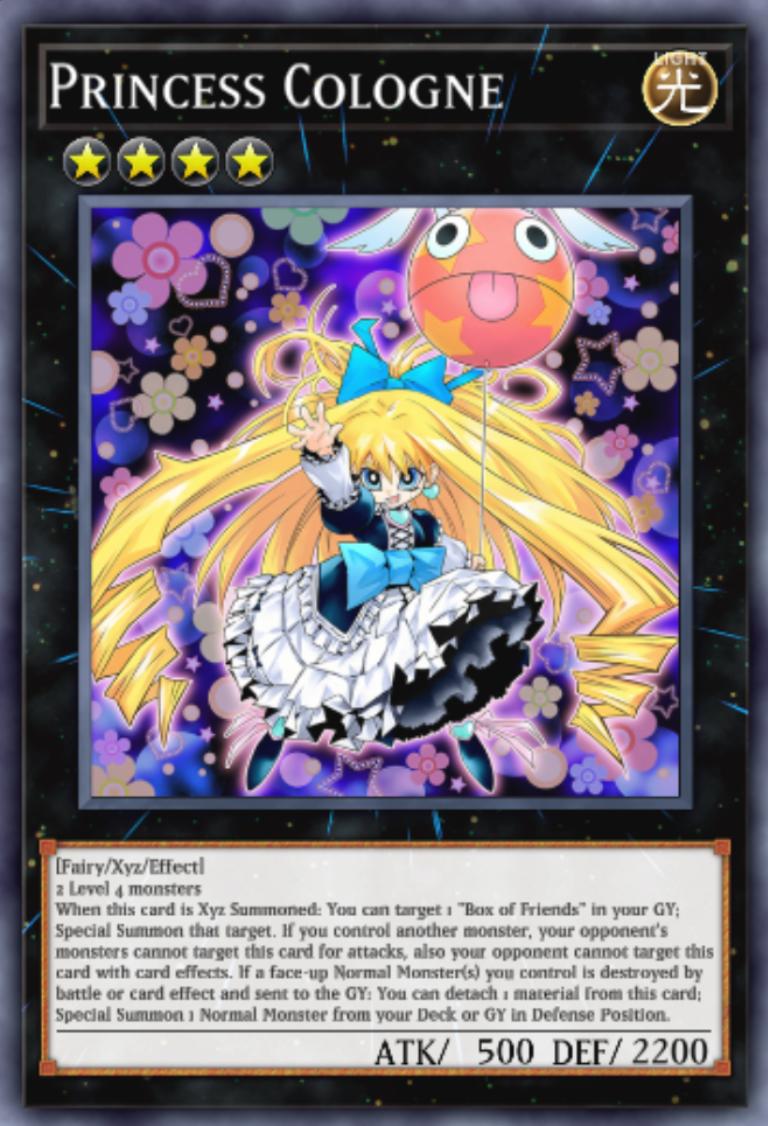 PRINCESS COLOGNE
LIGHT
光
[Fairy/Xyz/Effect]
2 Level 4 monsters
When this card is Xyz Summoned: You can target 1 "Box of Friends" in your GY;
Special Summon that target. If you control another monster, your opponent's
monsters cannot target this card for attacks, also your opponent cannot target this
card with card effects. If a face-up Normal Monster(s) you control is destroyed by
battle or card effect and sent to the GY: You can detach 1 material from this card;
Special Summon 1 Normal Monster from your Deck or GY in Defense Position.
ATK/ 500 DEF/ 2200